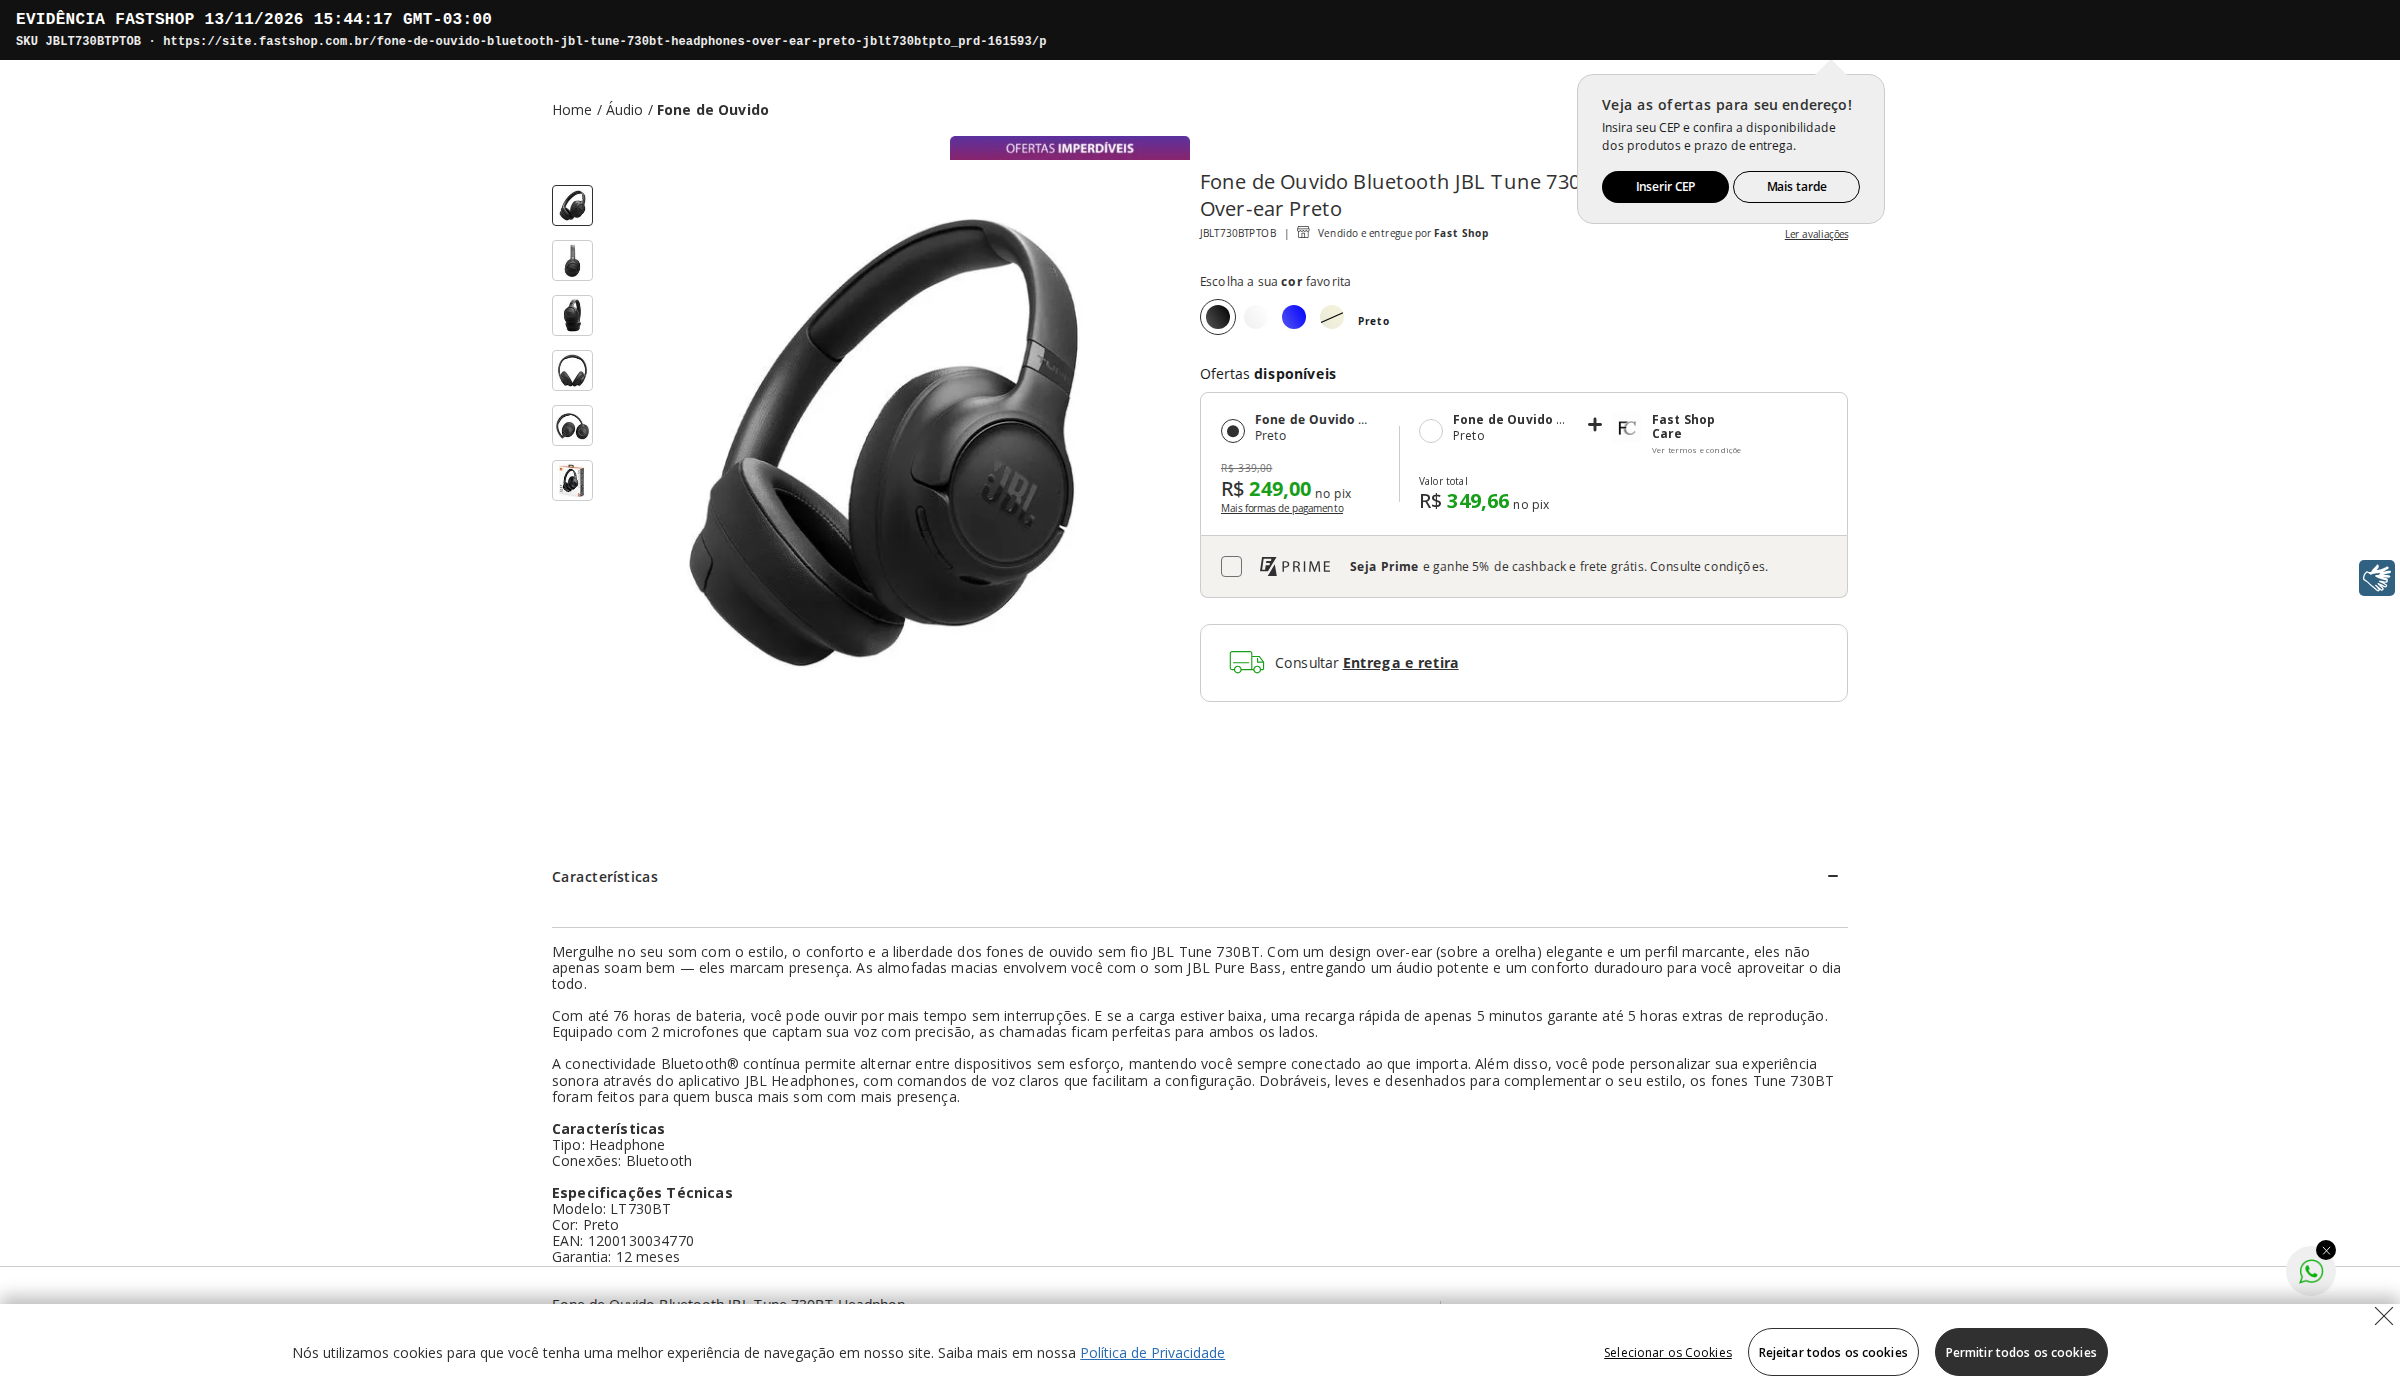 EVIDÊNCIA FASTSHOP 13/11/2026 15:44:17 GMT-03:00
SKU JBLT730BTPTOB · https://site.fastshop.com.br/fone-de-ouvido-bluetooth-jbl-tune-730bt-headphones-over-ear-preto-jblt730btpto_prd-161593/p
Home / Áudio / Fone de Ouvido
OFERTAS IMPERDÍVEIS
Veja as ofertas para seu endereço!
Insira seu CEP e confira a disponibilidade
dos produtos e prazo de entrega.
Inserir CEP
Mais tarde
Fone de Ouvido Bluetooth JBL Tune 730
Over-ear Preto
JBLT730BTPTOB | Vendido e entregue por Fast Shop
Ler avaliações
Escolha a sua cor favorita
Preto
Ofertas disponíveis
Fone de Ouvido ...
Preto
R$ 339,00
R$ 249,00 no pix
Mais formas de pagamento
Fone de Ouvido ...
Preto
+
FC
Fast Shop
Care
Ver termos e condiçõe
Valor total
R$ 349,66 no pix
PRIME
Seja Prime e ganhe 5% de cashback e frete grátis. Consulte condições.
Consultar Entrega e retira
JBL
Características
Mergulhe no seu som com o estilo, o conforto e a liberdade dos fones de ouvido sem fio JBL Tune 730BT. Com um design over-ear (sobre a orelha) elegante e um perfil marcante, eles não
apenas soam bem — eles marcam presença. As almofadas macias envolvem você com o som JBL Pure Bass, entregando um áudio potente e um conforto duradouro para você aproveitar o dia
todo.
Com até 76 horas de bateria, você pode ouvir por mais tempo sem interrupções. E se a carga estiver baixa, uma recarga rápida de apenas 5 minutos garante até 5 horas extras de reprodução.
Equipado com 2 microfones que captam sua voz com precisão, as chamadas ficam perfeitas para ambos os lados.
A conectividade Bluetooth® contínua permite alternar entre dispositivos sem esforço, mantendo você sempre conectado ao que importa. Além disso, você pode personalizar sua experiência
sonora através do aplicativo JBL Headphones, com comandos de voz claros que facilitam a configuração. Dobráveis, leves e desenhados para complementar o seu estilo, os fones Tune 730BT
foram feitos para quem busca mais som com mais presença.
Características
Tipo: Headphone
Conexões: Bluetooth
Especificações Técnicas
Modelo: LT730BT
Cor: Preto
EAN: 1200130034770
Garantia: 12 meses
Fone de Ouvido Bluetooth JBL Tune 730BT Headphon
Nós utilizamos cookies para que você tenha uma melhor experiência de navegação em nosso site. Saiba mais em nossa Política de Privacidade
Selecionar os Cookies
Rejeitar todos os cookies
Permitir todos os cookies